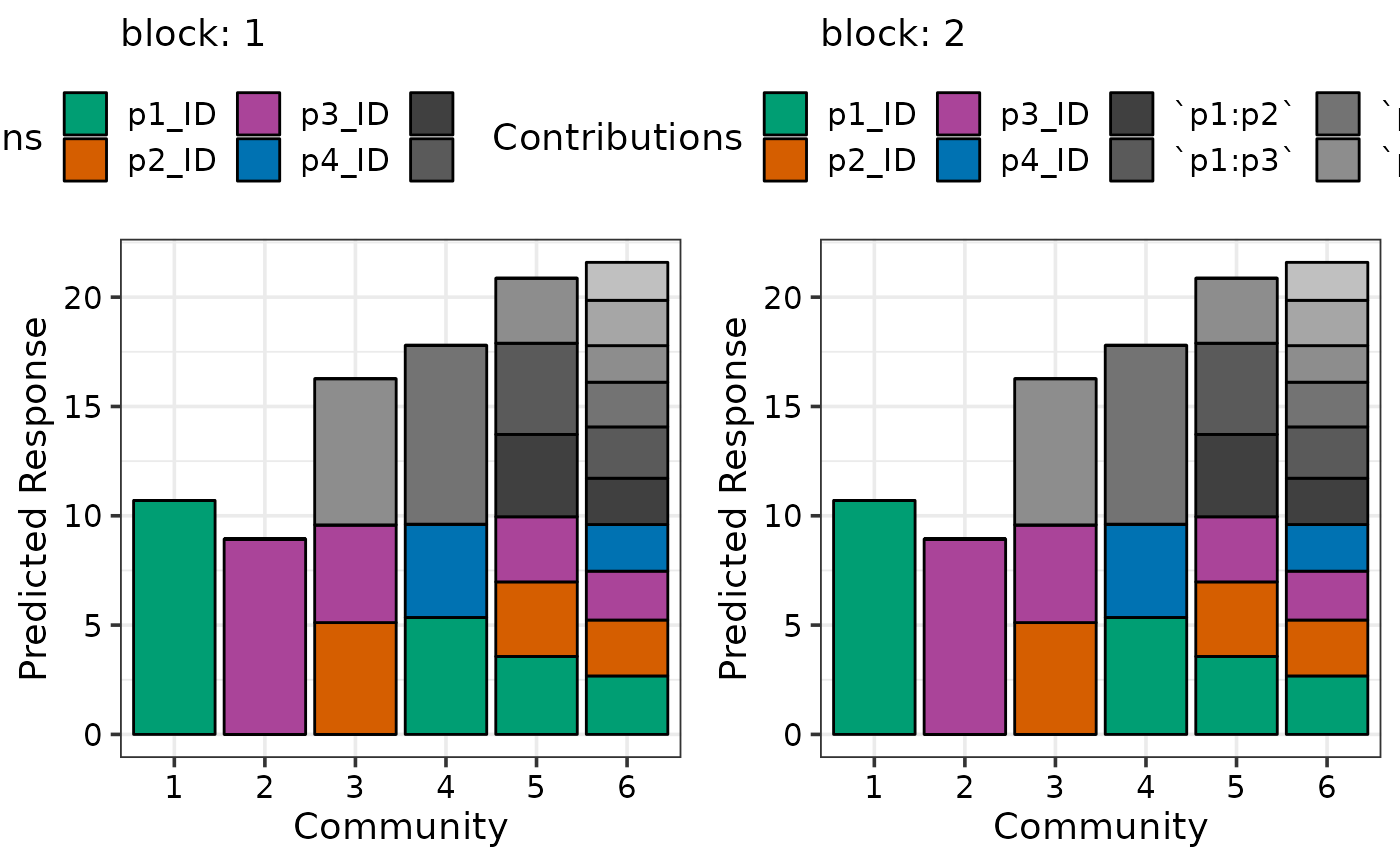 block: 1
ns p1_ID p3_ID
p2_ID p4_ID
20
15
10
5
0
Predicted Response
1 2 3 4 5 6
Community
block: 2
Contributions p1_ID p3_ID `p1:p2`
p2_ID p4_ID `p1:p3`
20
15
10
5
0
Predicted Response
1 2 3 4 5 6
Community